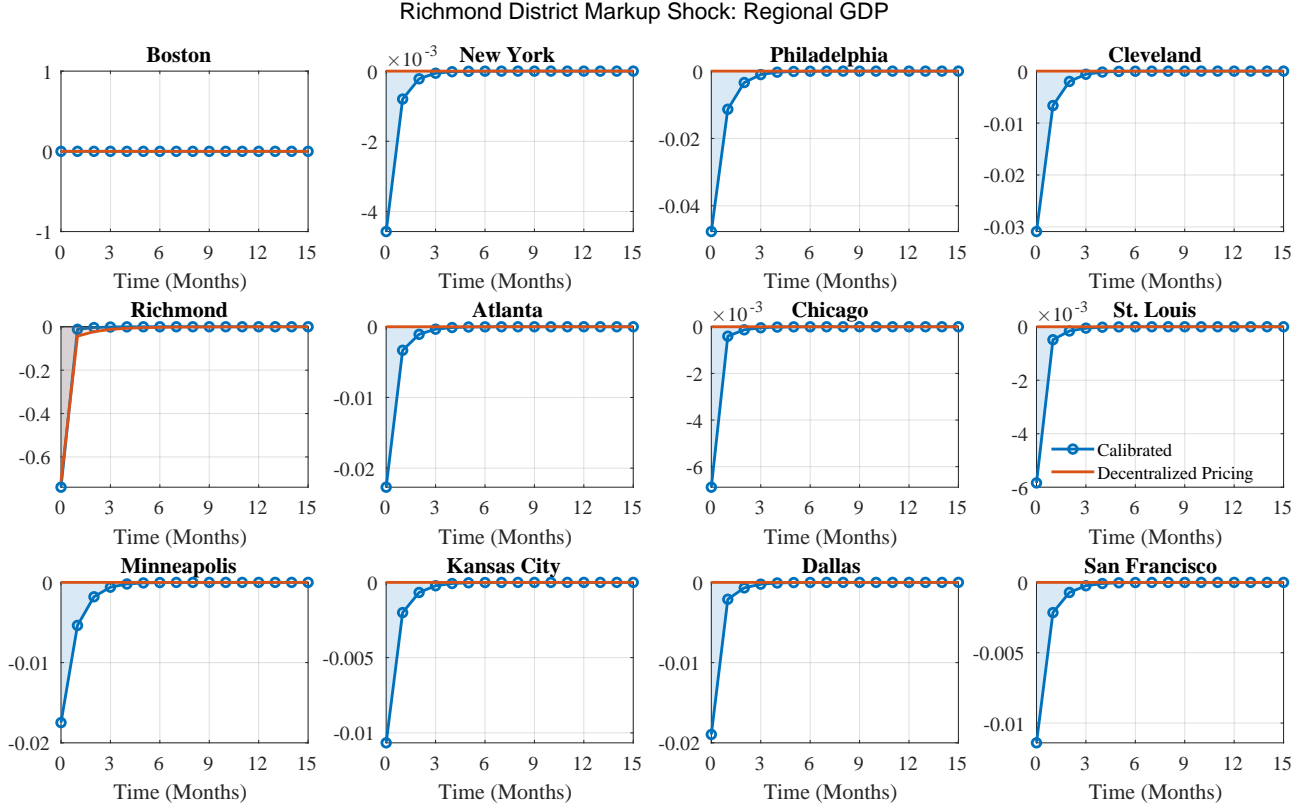 Richmond District Markup Shock: Regional GDP
Boston
1
0
-1
0 3 6 9 12 15
Time (Months)
New York
×10⁻³
0
-2
-4
0 3 6 9 12 15
Time (Months)
Philadelphia
0
-0.02
-0.04
0 3 6 9 12 15
Time (Months)
Cleveland
0
-0.01
-0.02
-0.03
0 3 6 9 12 15
Time (Months)
Richmond
0
-0.2
-0.4
-0.6
0 3 6 9 12 15
Time (Months)
Atlanta
0
-0.01
-0.02
0 3 6 9 12 15
Time (Months)
Chicago
×10⁻³
0
-2
-4
-6
0 3 6 9 12 15
Time (Months)
St. Louis
×10⁻³
0
-2
-4
-6
Calibrated
Decentralized Pricing
0 3 6 9 12 15
Time (Months)
Minneapolis
0
-0.01
-0.02
0 3 6 9 12 15
Time (Months)
Kansas City
0
-0.005
-0.01
0 3 6 9 12 15
Time (Months)
Dallas
0
-0.01
-0.02
0 3 6 9 12 15
Time (Months)
San Francisco
0
-0.005
-0.01
0 3 6 9 12 15
Time (Months)